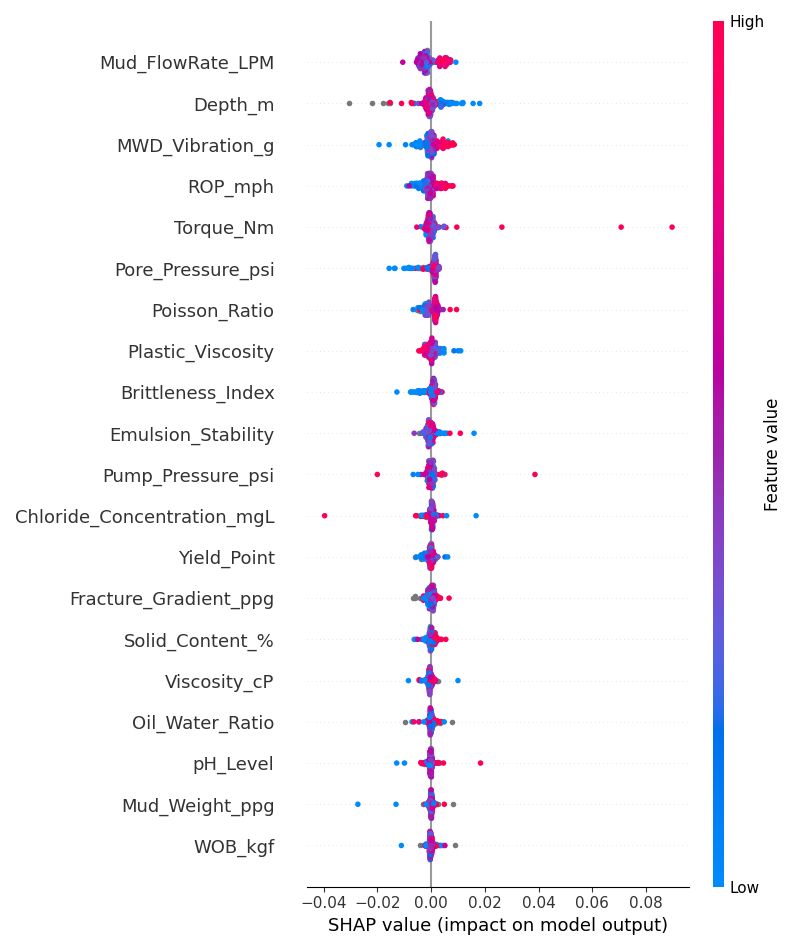 High
Mud_FlowRate_LPM
Depth_m
MWD_Vibration_g
ROP_mph
Torque_Nm
Pore_Pressure_psi
Poisson_Ratio
Plastic_Viscosity
Brittleness_Index
Emulsion_Stability
Pump_Pressure_psi
Chloride_Concentration_mgL
Yield_Point
Fracture_Gradient_ppg
Solid_Content_%
Viscosity_cP
Oil_Water_Ratio
pH_Level
Mud_Weight_ppg
WOB_kgf
Feature value
Low
−0.04 −0.02 0.00 0.02 0.04 0.06 0.08
SHAP value (impact on model output)